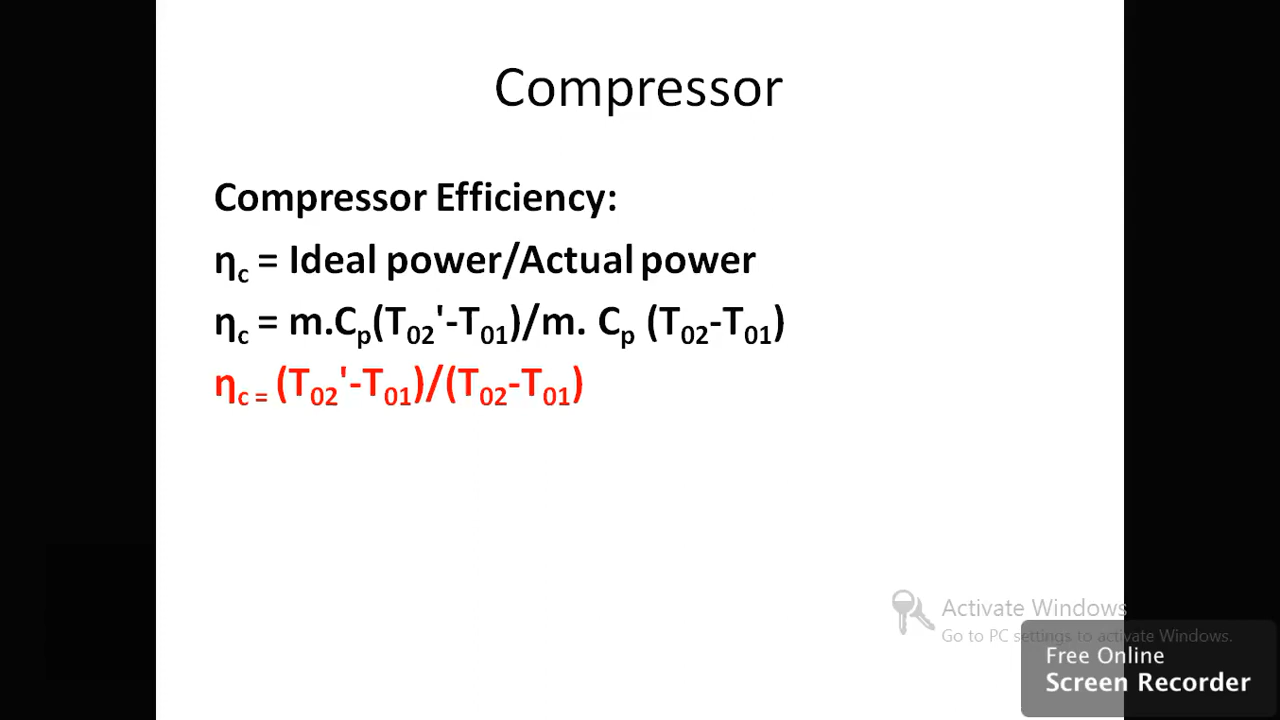 Compressor
Compressor Efficiency:
ηc = Ideal power/Actual power
ηc = m.Cp(T02'-T01)/m. Cp (T02-T01)
ηc = (T02'-T01)/(T02-T01)
Activate Windows
Go to PC settings to activate Windows.
Free Online
Screen Recorder